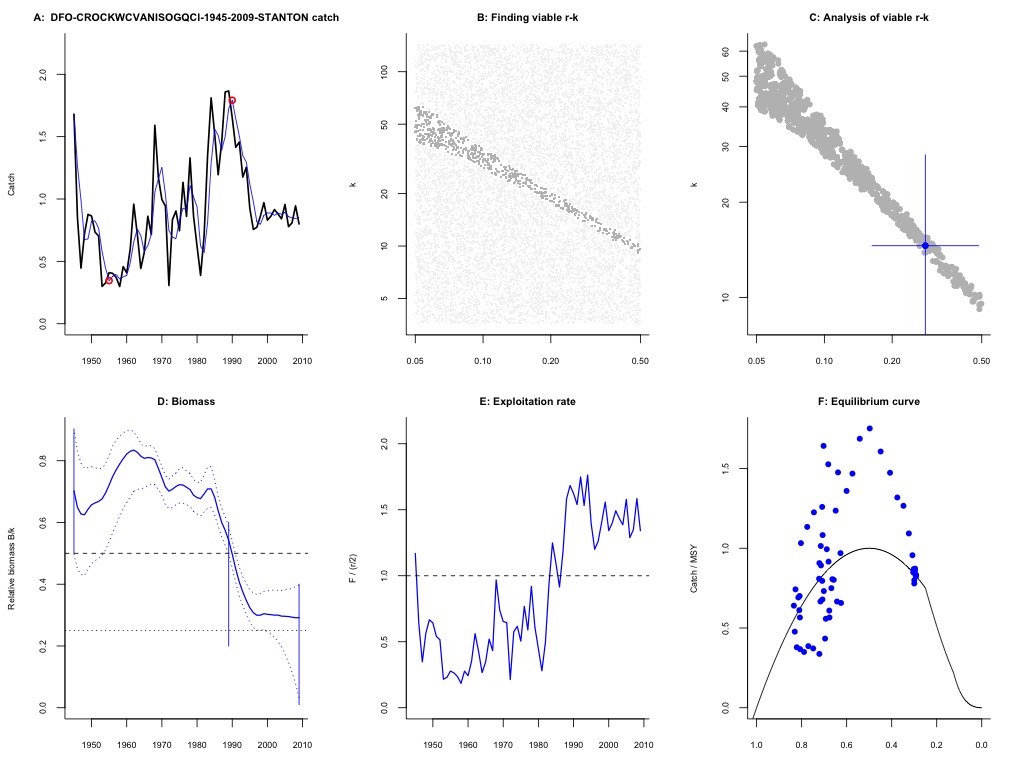 A: DFO-CROCKWCVANISOGQCI-1945-2009-STANTON catch
B: Finding viable r-k
C: Analysis of viable r-k
Catch
0.0 0.5 1.0 1.5 2.0
1950 1960 1970 1980 1990 2000 2010
k
5 10 20 50 100
0.05 0.10 0.20 0.50
k
10 20 30 40 50 60
0.05 0.10 0.20 0.50
D: Biomass
E: Exploitation rate
F: Equilibrium curve
Relative biomass B/k
0.0 0.2 0.4 0.6 0.8
1950 1960 1970 1980 1990 2000 2010
F / (r/2)
0.0 0.5 1.0 1.5 2.0
1950 1960 1970 1980 1990 2000 2010
Catch / MSY
0.0 0.5 1.0 1.5
1.0 0.8 0.6 0.4 0.2 0.0